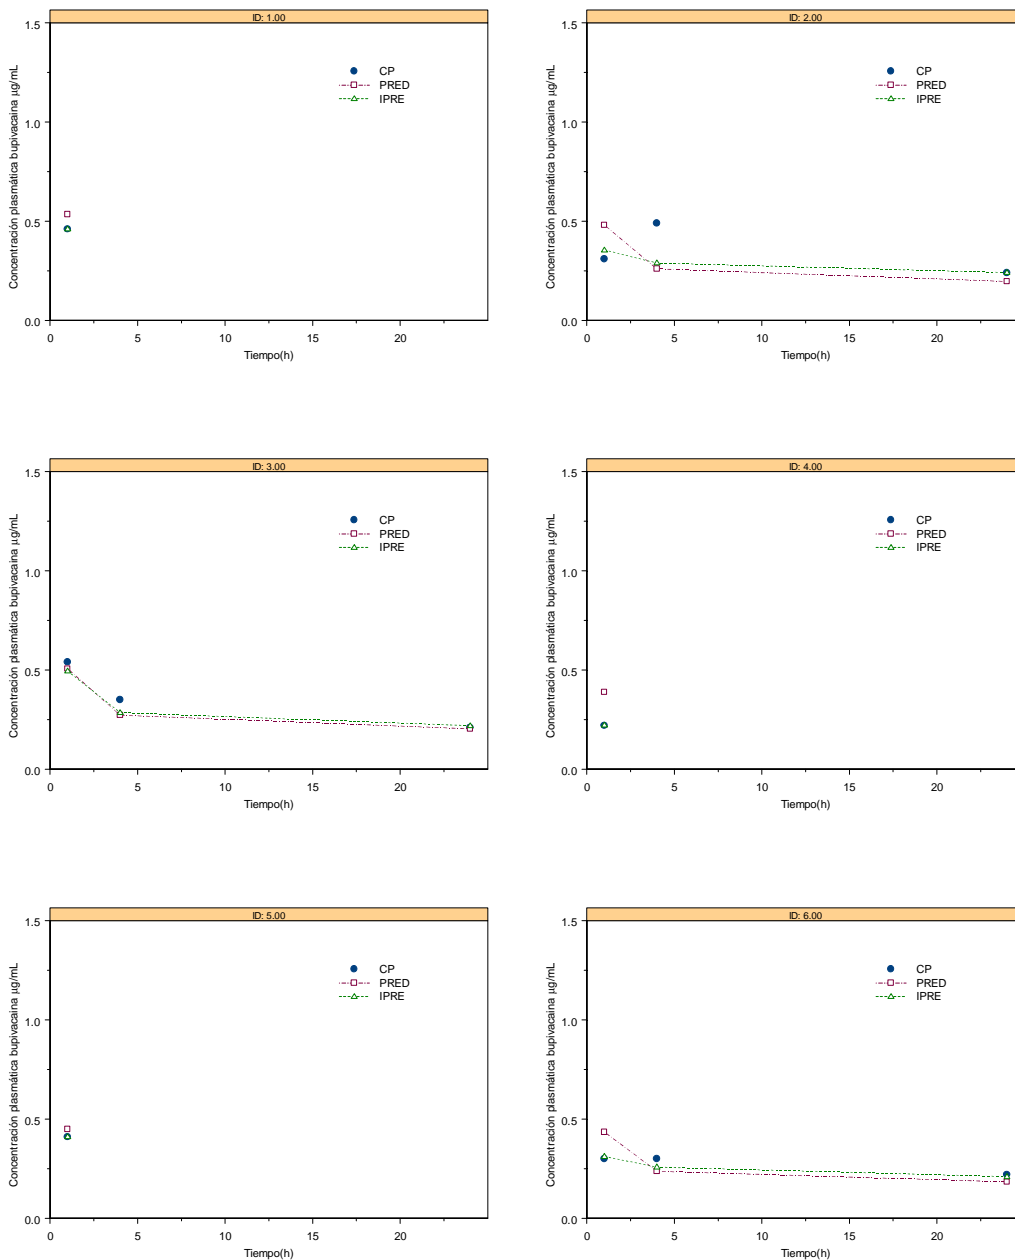 ID: 1.00
Concentración plasmática bupivacaina µg/mL
1.5
1.0
0.5
0.0
CP
PRED
IPRE
0 5 10 15 20
Tiempo(h)
ID: 2.00
Concentración plasmática bupivacaina µg/mL
1.5
1.0
0.5
0.0
CP
PRED
IPRE
0 5 10 15 20
Tiempo(h)
ID: 3.00
Concentración plasmática bupivacaina µg/mL
1.5
1.0
0.5
0.0
CP
PRED
IPRE
0 5 10 15 20
Tiempo(h)
ID: 4.00
Concentración plasmática bupivacaina µg/mL
1.5
1.0
0.5
0.0
CP
PRED
IPRE
0 5 10 15 20
Tiempo(h)
ID: 5.00
Concentración plasmática bupivacaina µg/mL
1.5
1.0
0.5
0.0
CP
PRED
IPRE
0 5 10 15 20
Tiempo(h)
ID: 6.00
Concentración plasmática bupivacaina µg/mL
1.5
1.0
0.5
0.0
CP
PRED
IPRE
0 5 10 15 20
Tiempo(h)